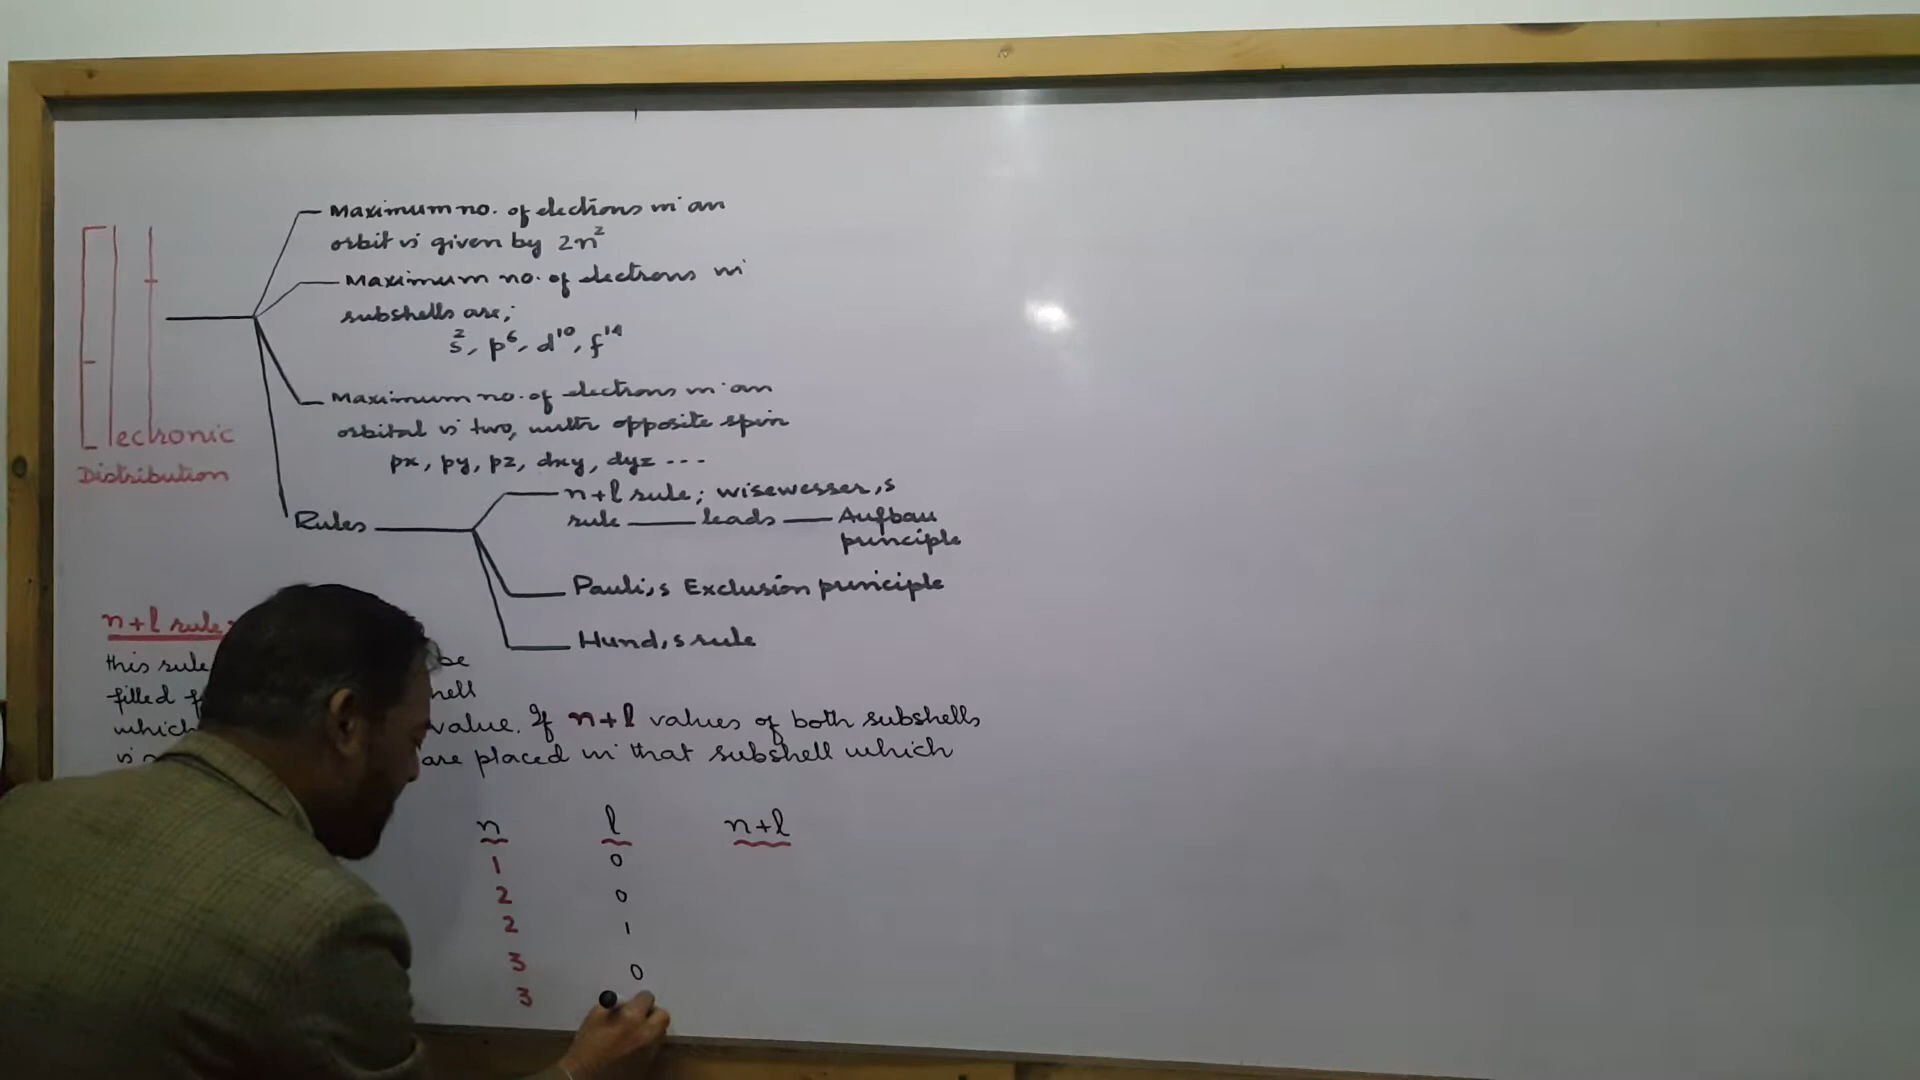 Maximum no. of electrons in an
orbit is given by 2n²
Maximum no. of electrons in
subshells are;
s², p⁶, d¹⁰, f¹⁴
Maximum no. of electrons in an
orbital is two, with opposite spin
px, py, pz, dxy, dyz ---
Electronic
Distribution
Rules
n+l rule; wisewesser,s
rule — leads — Aufbau
principle
Pauli,s Exclusion principle
Hund,s rule
n+l rule:
this rule be
filled
which value. If n+l values of both subshells
is are placed in that subshell which
n l n+l
1 0
2 0
2 1
3 0
3